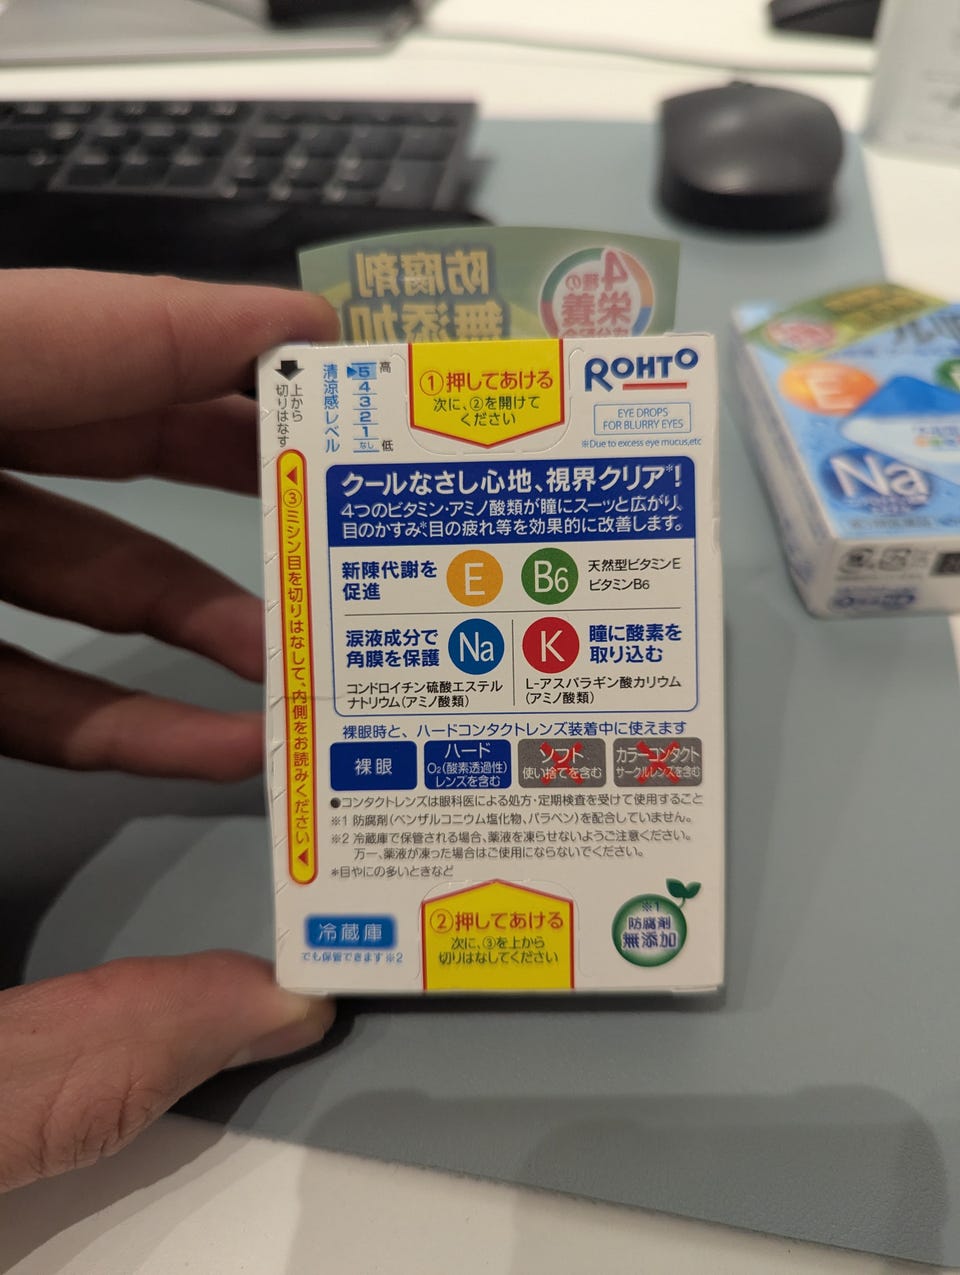 防腐剤
無添加
4種の
栄養
上から
切りはなす
清涼感レベル
高
5
4
3
2
1
なし
低
①押してあける
次に、②を開けて
ください
ROHTO
EYE DROPS
FOR BLURRY EYES
※Due to excess eye mucus,etc
③ミシン目を切りはなして、内側をお読みください
クールなさし心地、視界クリア*!
4つのビタミン・アミノ酸類が瞳にスーッと広がり、
目のかすみ*、目の疲れ等を効果的に改善します。
新陳代謝を
促進
E
B6
天然型ビタミンE
ビタミンB6
涙液成分で
角膜を保護
Na
コンドロイチン硫酸エステル
ナトリウム(アミノ酸類)
K
瞳に酸素を
取り込む
L-アスパラギン酸カリウム
(アミノ酸類)
裸眼時と、ハードコンタクトレンズ装着中に使えます
裸眼
ハード
O2(酸素透過性)
レンズを含む
ソフト
使い捨てを含む
カラーコンタクト
サークルレンズを含む
●コンタクトレンズは眼科医による処方・定期検査を受けて使用すること
※1 防腐剤(ベンザルコニウム塩化物、パラベン)を配合していません。
※2 冷蔵庫で保管される場合、薬液を凍らせないようご注意ください。
万一、薬液が凍った場合はご使用にならないでください。
*目やにの多いときなど
冷蔵庫
でも保管できます※2
②押してあける
次に、③を上から
切りはなしてください
※1
防腐剤
無添加
E
Na